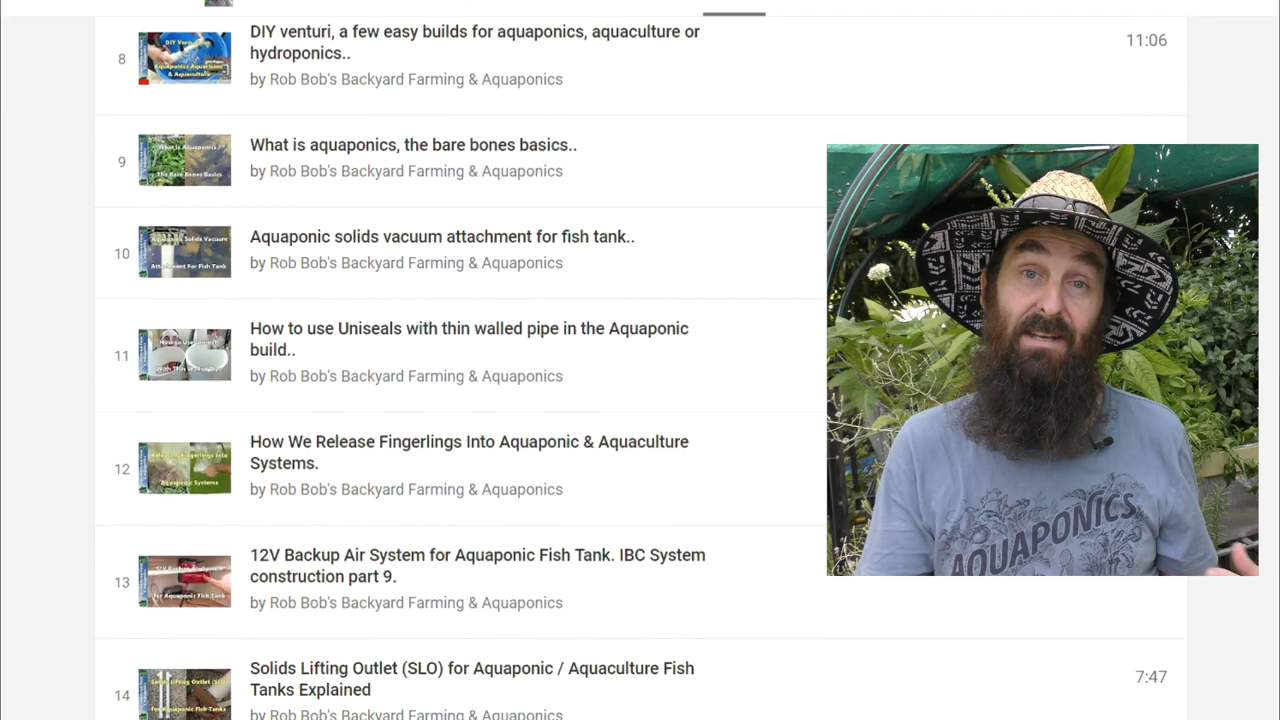 8
DIY venturi, a few easy builds for aquaponics, aquaculture or
hydroponics..
by Rob Bob's Backyard Farming & Aquaponics
11:06
9
What is aquaponics, the bare bones basics..
by Rob Bob's Backyard Farming & Aquaponics
10
Aquaponic solids vacuum attachment for fish tank..
by Rob Bob's Backyard Farming & Aquaponics
11
How to use Uniseals with thin walled pipe in the Aquaponic
build..
by Rob Bob's Backyard Farming & Aquaponics
12
How We Release Fingerlings Into Aquaponic & Aquaculture
Systems.
by Rob Bob's Backyard Farming & Aquaponics
13
12V Backup Air System for Aquaponic Fish Tank. IBC System
construction part 9.
by Rob Bob's Backyard Farming & Aquaponics
14
Solids Lifting Outlet (SLO) for Aquaponic / Aquaculture Fish
Tanks Explained
by Rob Bob's Backyard Farming & Aquaponics
7:47
AQUAPONICS